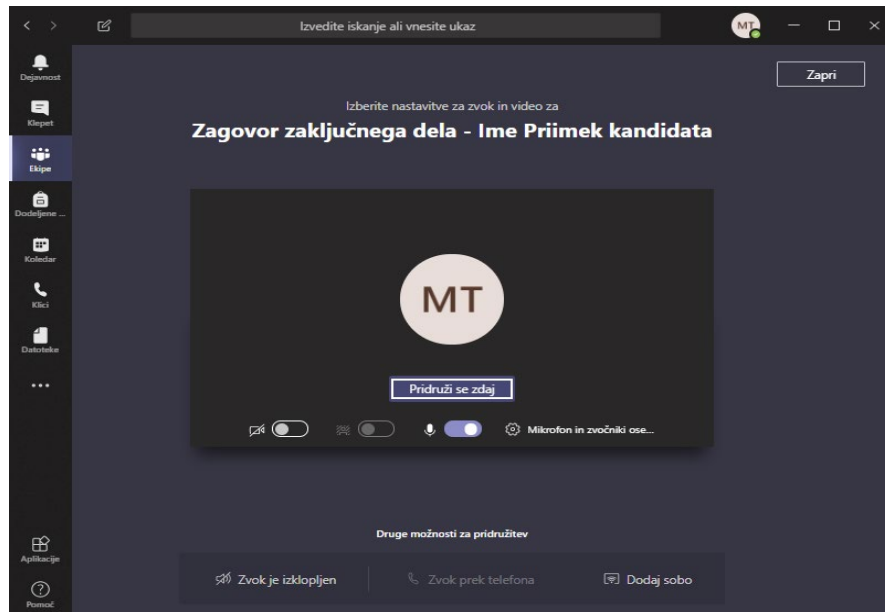 Izvedite iskanje ali vnesite ukaz
MT
Dejavnost
Klepet
Ekipe
Dodeljene ...
Koledar
Klici
Datoteke
Aplikacije
Pomoč
Zapri
Izberite nastavitve za zvok in video za
Zagovor zaključnega dela - Ime Priimek kandidata
MT
Pridruži se zdaj
Mikrofon in zvočniki ose...
Druge možnosti za pridružitev
Zvok je izklopljen
Zvok prek telefona
Dodaj sobo